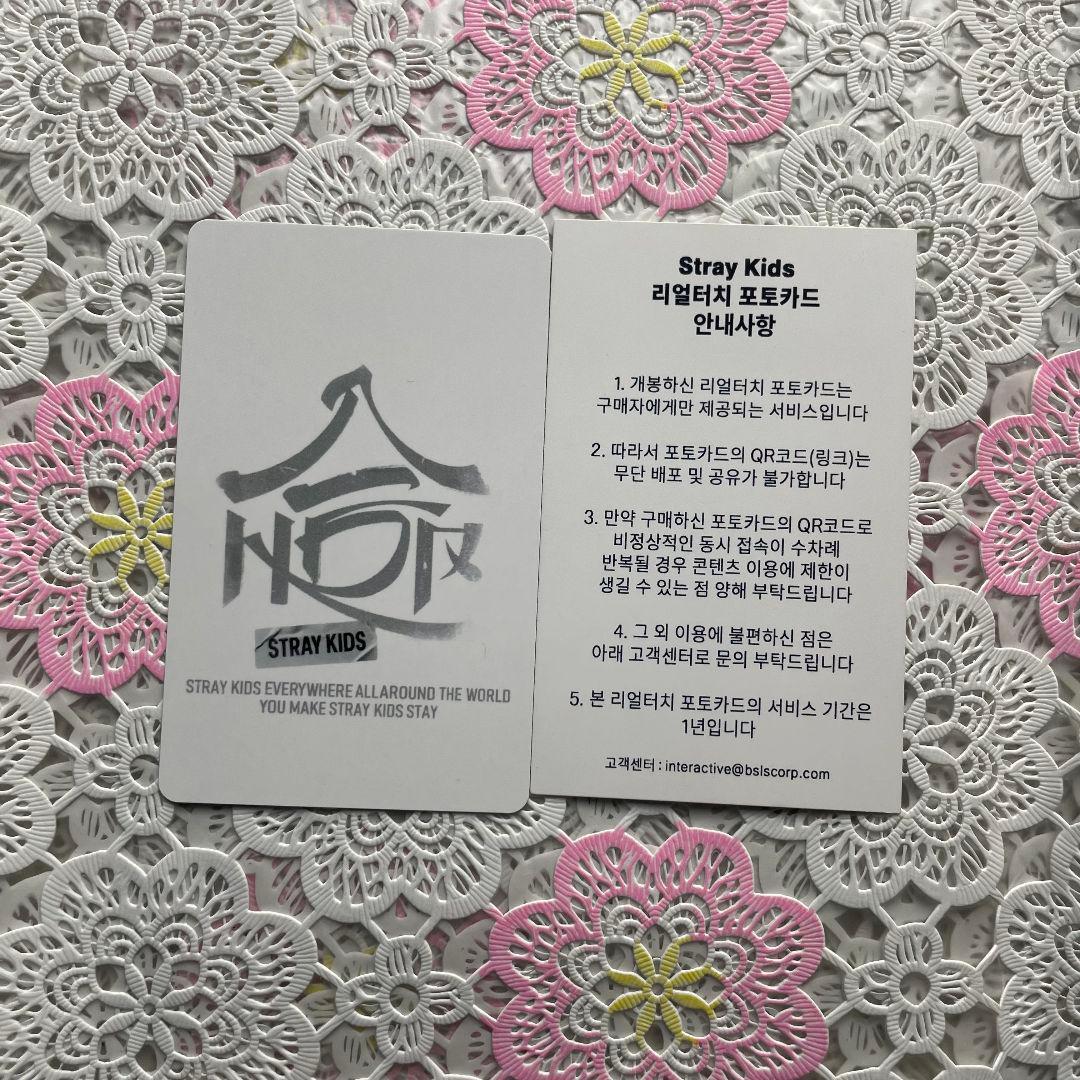 STRAY KIDS
STRAY KIDS EVERYWHERE ALL AROUND THE WORLD
YOU MAKE STRAY KIDS STAY
Stray Kids
리얼터치 포토카드
안내사항
1. 개봉하신 리얼터치 포토카드는
구매자에게만 제공되는 서비스입니다
2. 따라서 포토카드의 QR코드(링크)는
무단 배포 및 공유가 불가합니다
3. 만약 구매하신 포토카드의 QR코드로
비정상적인 동시 접속이 수차례
반복될 경우 콘텐츠 이용에 제한이
생길 수 있는 점 양해 부탁드립니다
4. 그 외 이용에 불편하신 점은
아래 고객센터로 문의 부탁드립니다
5. 본 리얼터치 포토카드의 서비스 기간은
1년입니다
고객센터 : interactive@bslscorp.com